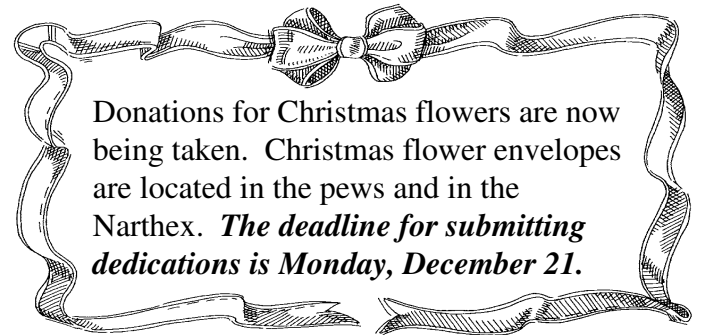 Donations for Christmas flowers are now
being taken.  Christmas flower envelopes
are located in the pews and in the
Narthex.  The deadline for submitting
dedications is Monday, December 21.